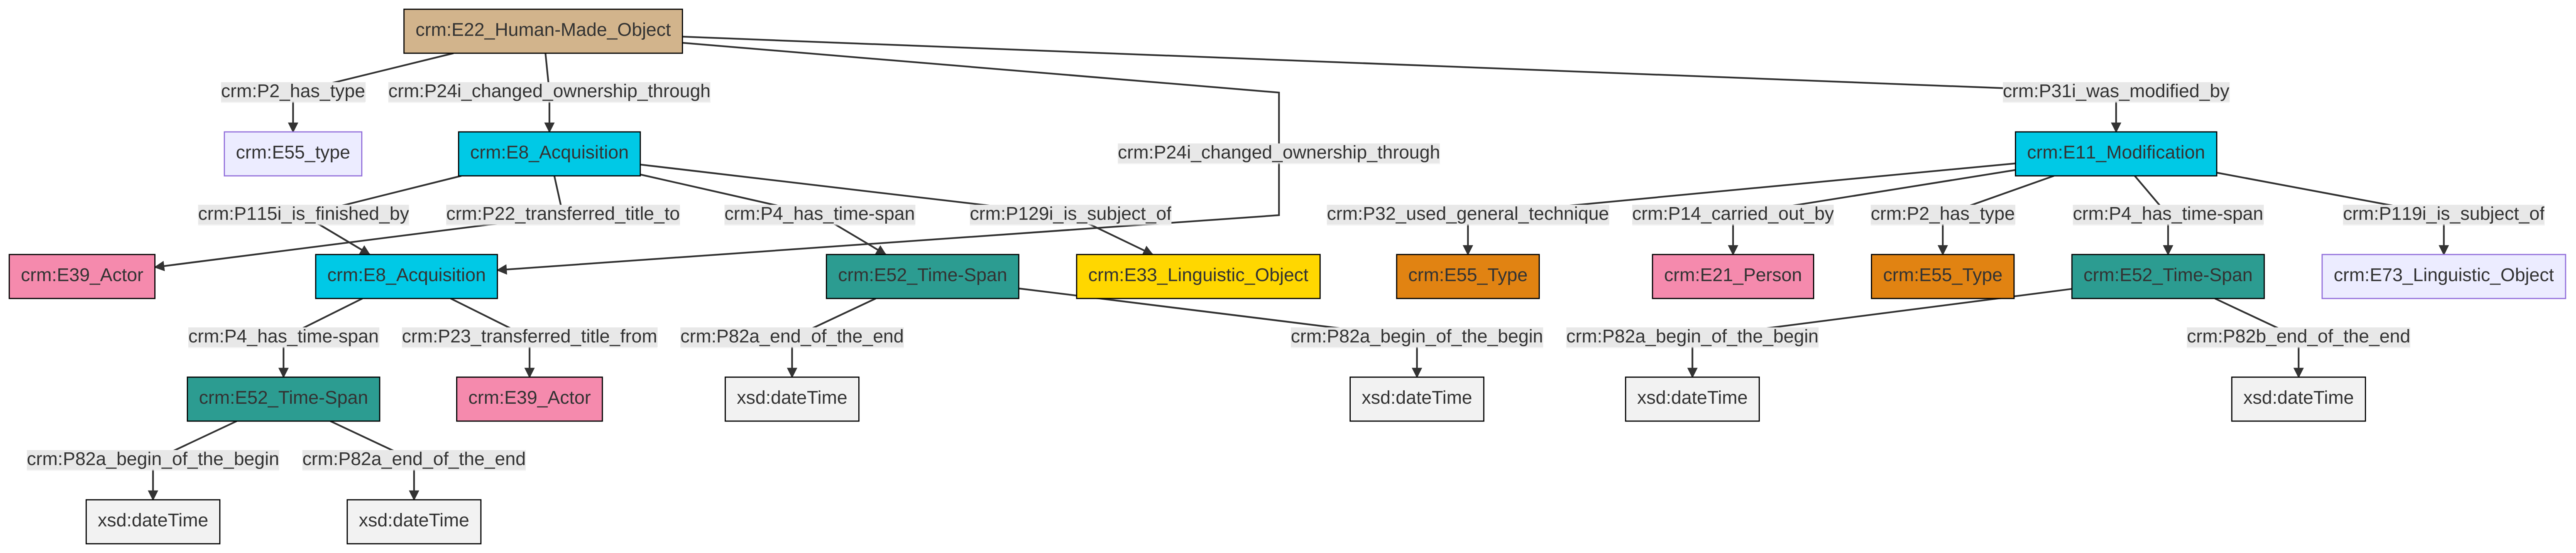 crm:E22_Human-Made_Object
crm:P2_has_type
crm:P24i_changed_ownership_through
crm:P31i_was_modified_by
crm:E55_type
crm:E8_Acquisition
crm:P24i_changed_ownership_through
crm:E11_Modification
crm:P115i_is_finished_by
crm:P22_transferred_title_to
crm:P4_has_time-span
crm:P129i_is_subject_of
crm:P32_used_general_technique
crm:P14_carried_out_by
crm:P2_has_type
crm:P4_has_time-span
crm:P119i_is_subject_of
crm:E39_Actor
crm:E8_Acquisition
crm:E52_Time-Span
crm:E33_Linguistic_Object
crm:E55_Type
crm:E21_Person
crm:E55_Type
crm:E52_Time-Span
crm:E73_Linguistic_Object
crm:P4_has_time-span
crm:P23_transferred_title_from
crm:P82a_end_of_the_end
crm:P82a_begin_of_the_begin
crm:P82a_begin_of_the_begin
crm:P82b_end_of_the_end
crm:E52_Time-Span
crm:E39_Actor
xsd:dateTime
xsd:dateTime
xsd:dateTime
xsd:dateTime
crm:P82a_begin_of_the_begin
crm:P82a_end_of_the_end
xsd:dateTime
xsd:dateTime